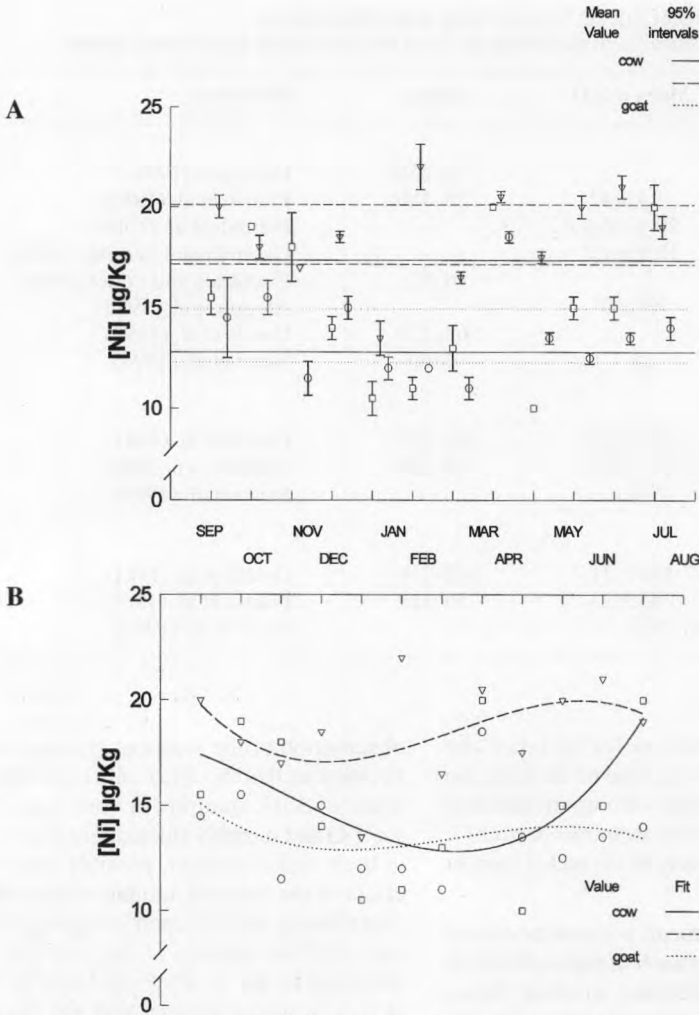 Mean 95%
Value intervals
cow
goat
A
25
20
15
10
0
[Ni] µg/Kg
SEP NOV JAN MAR MAY JUL
OCT DEC FEB APR JUN AUG
B
25
20
15
10
0
[Ni] µg/Kg
Value Fit
cow
goat